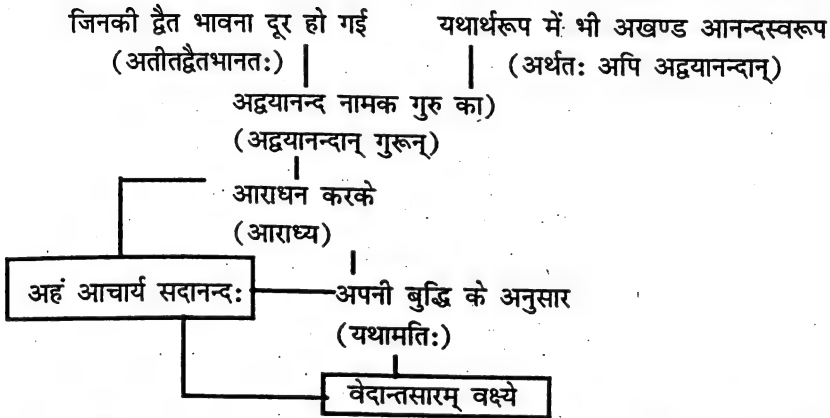 जिनकी द्वैत भावना दूर हो गई यथार्थरूप में भी अखण्ड आनन्दस्वरूप
(अतीतद्वैतभानतः) (अर्थतः अपि अद्वयानन्दान्)
अद्वयानन्द नामक गुरु का)
(अद्वयानन्दान् गुरून्)
आराधन करके
(आराध्य)
अहं आचार्य सदानन्दः अपनी बुद्धि के अनुसार
(यथामतिः)
वेदान्तसारम् वक्ष्ये